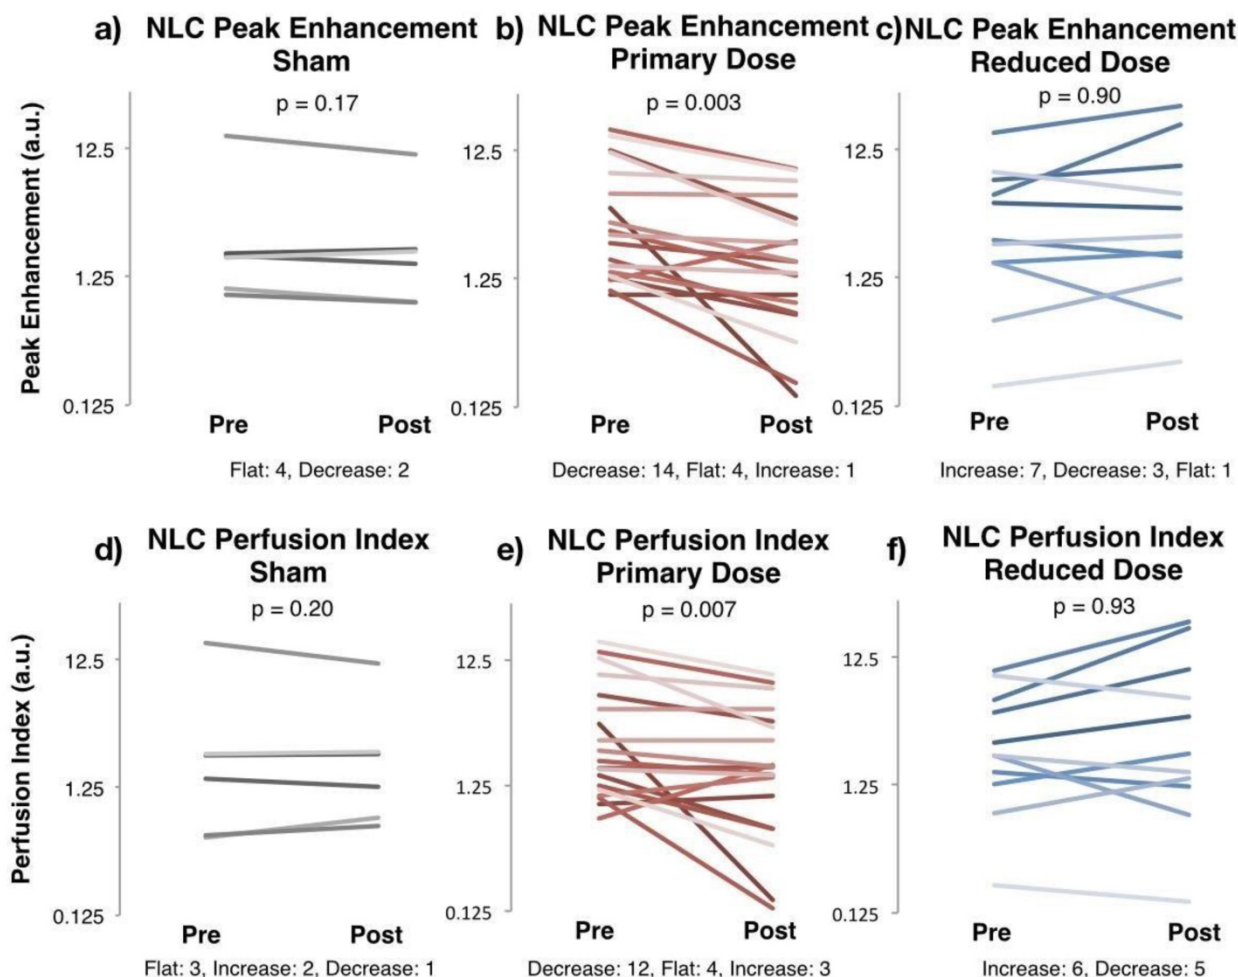 a) NLC Peak Enhancement
Sham
p = 0.17
Peak Enhancement (a.u.)
12.5
1.25
0.125
Pre
Post
Flat: 4, Decrease: 2
b) NLC Peak Enhancement
Primary Dose
p = 0.003
12.5
1.25
0.125
Pre
Post
Decrease: 14, Flat: 4, Increase: 1
c) NLC Peak Enhancement
Reduced Dose
p = 0.90
12.5
1.25
0.125
Pre
Post
Increase: 7, Decrease: 3, Flat: 1
d) NLC Perfusion Index
Sham
p = 0.20
Perfusion Index (a.u.)
12.5
1.25
0.125
Pre
Post
Flat: 3, Increase: 2, Decrease: 1
e) NLC Perfusion Index
Primary Dose
p = 0.007
12.5
1.25
0.125
Pre
Post
Decrease: 12, Flat: 4, Increase: 3
f) NLC Perfusion Index
Reduced Dose
p = 0.93
12.5
1.25
0.125
Pre
Post
Increase: 6, Decrease: 5